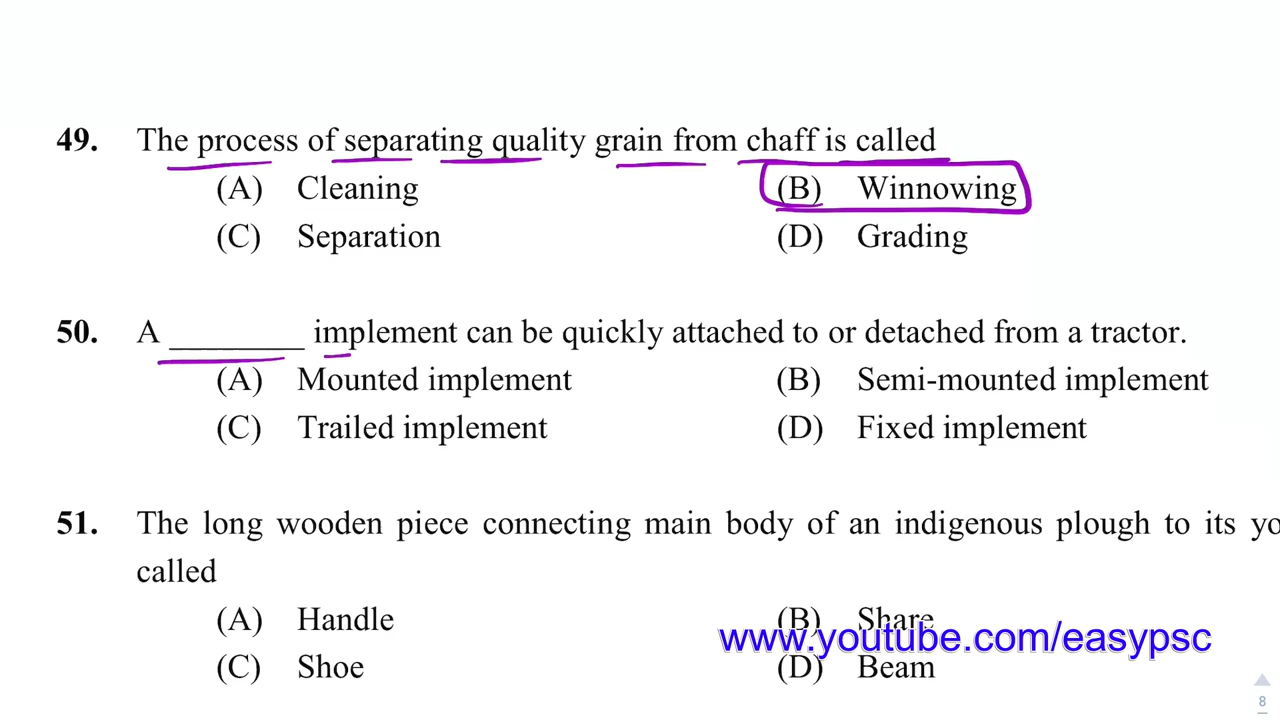 49. The process of separating quality grain from chaff is called
(A) Cleaning (B) Winnowing
(C) Separation (D) Grading
50. A ________ implement can be quickly attached to or detached from a tractor.
(A) Mounted implement (B) Semi-mounted implement
(C) Trailed implement (D) Fixed implement
51. The long wooden piece connecting main body of an indigenous plough to its
called
(A) Handle (B) Share
www.youtube.com/easypsc
(C) Shoe (D) Beam
8